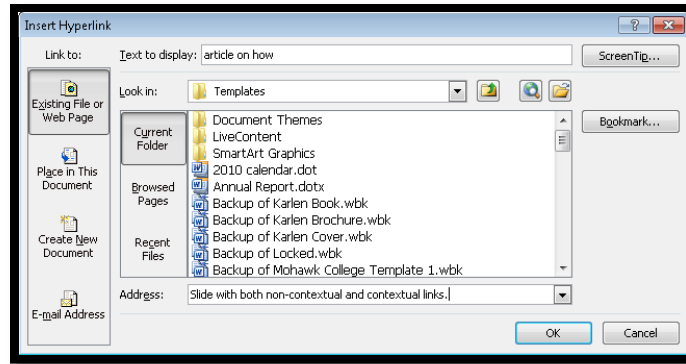 Insert Hyperlink
Link to:
Text to display: article on how
ScreenTip...
Existing File or
Web Page
Look in: Templates
Bookmark...
Current
Folder
Document Themes
LiveContent
SmartArt Graphics
2010 calendar.dot
Annual Report.dotx
Backup of Karlen Book.wbk
Backup of Karlen Brochure.wbk
Backup of Karlen Cover.wbk
Backup of Locked.wbk
Backup of Mohawk College Template 1.wbk
Place in This
Document
Browsed
Pages
Create New
Document
Recent
Files
E-mail Address
Address: Slide with both non-contextual and contextual links.
OK
Cancel